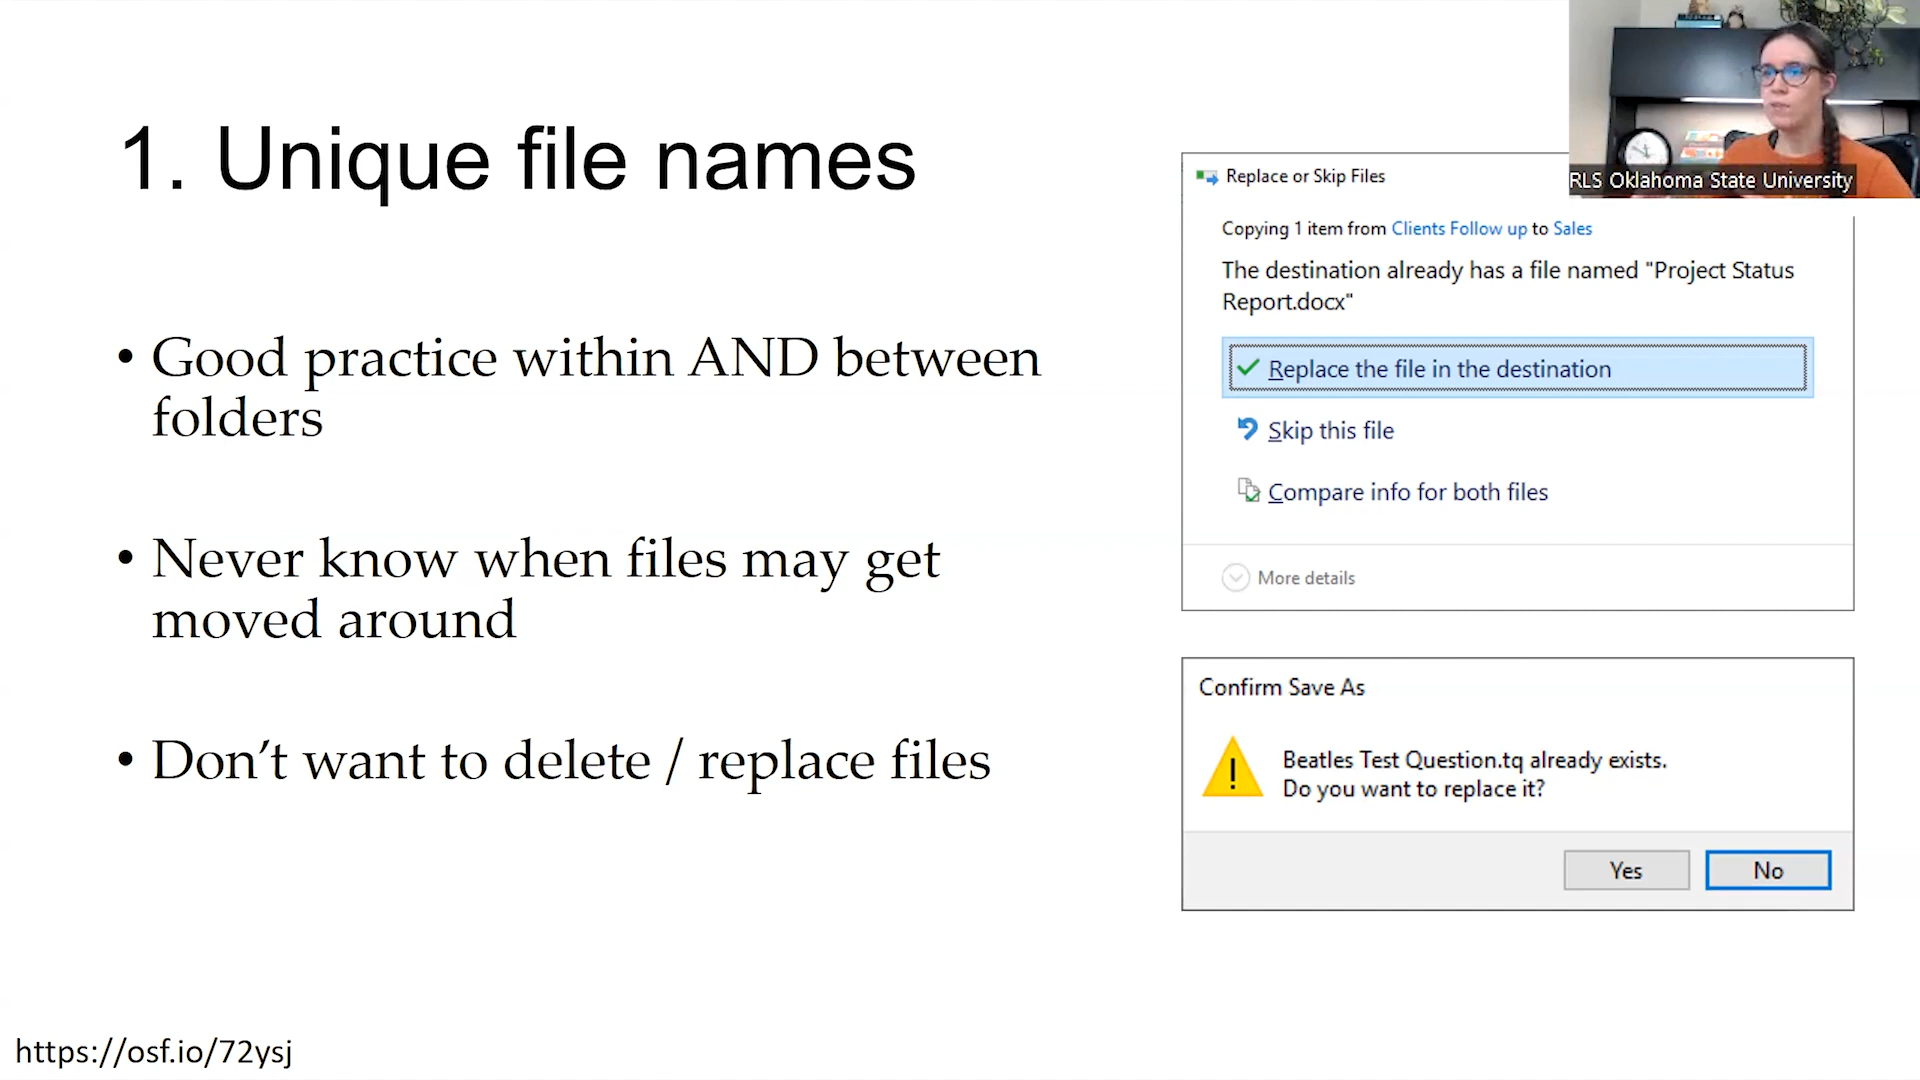 1. Unique file names
• Good practice within AND between
folders
• Never know when files may get
moved around
• Don’t want to delete / replace files
https://osf.io/72ysj
RLS Oklahoma State University
Replace or Skip Files
Copying 1 item from Clients Follow up to Sales
The destination already has a file named "Project Status
Report.docx"
Replace the file in the destination
Skip this file
Compare info for both files
More details
Confirm Save As
Beatles Test Question.tq already exists.
Do you want to replace it?
Yes
No